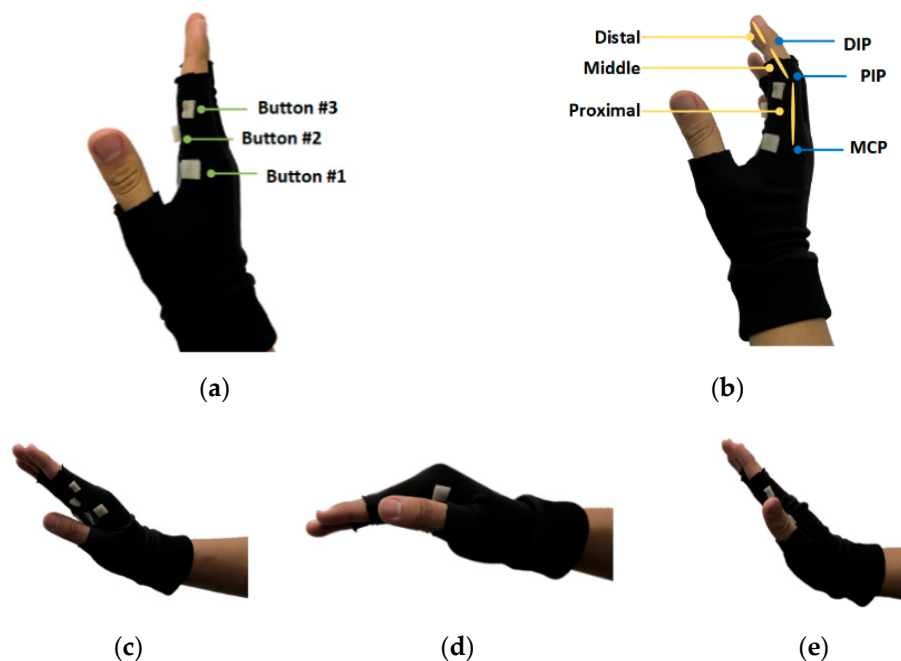 Button #3
Button #2
Button #1
(a)
Distal
DIP
Middle
PIP
Proximal
MCP
(b)
(c)
(d)
(e)